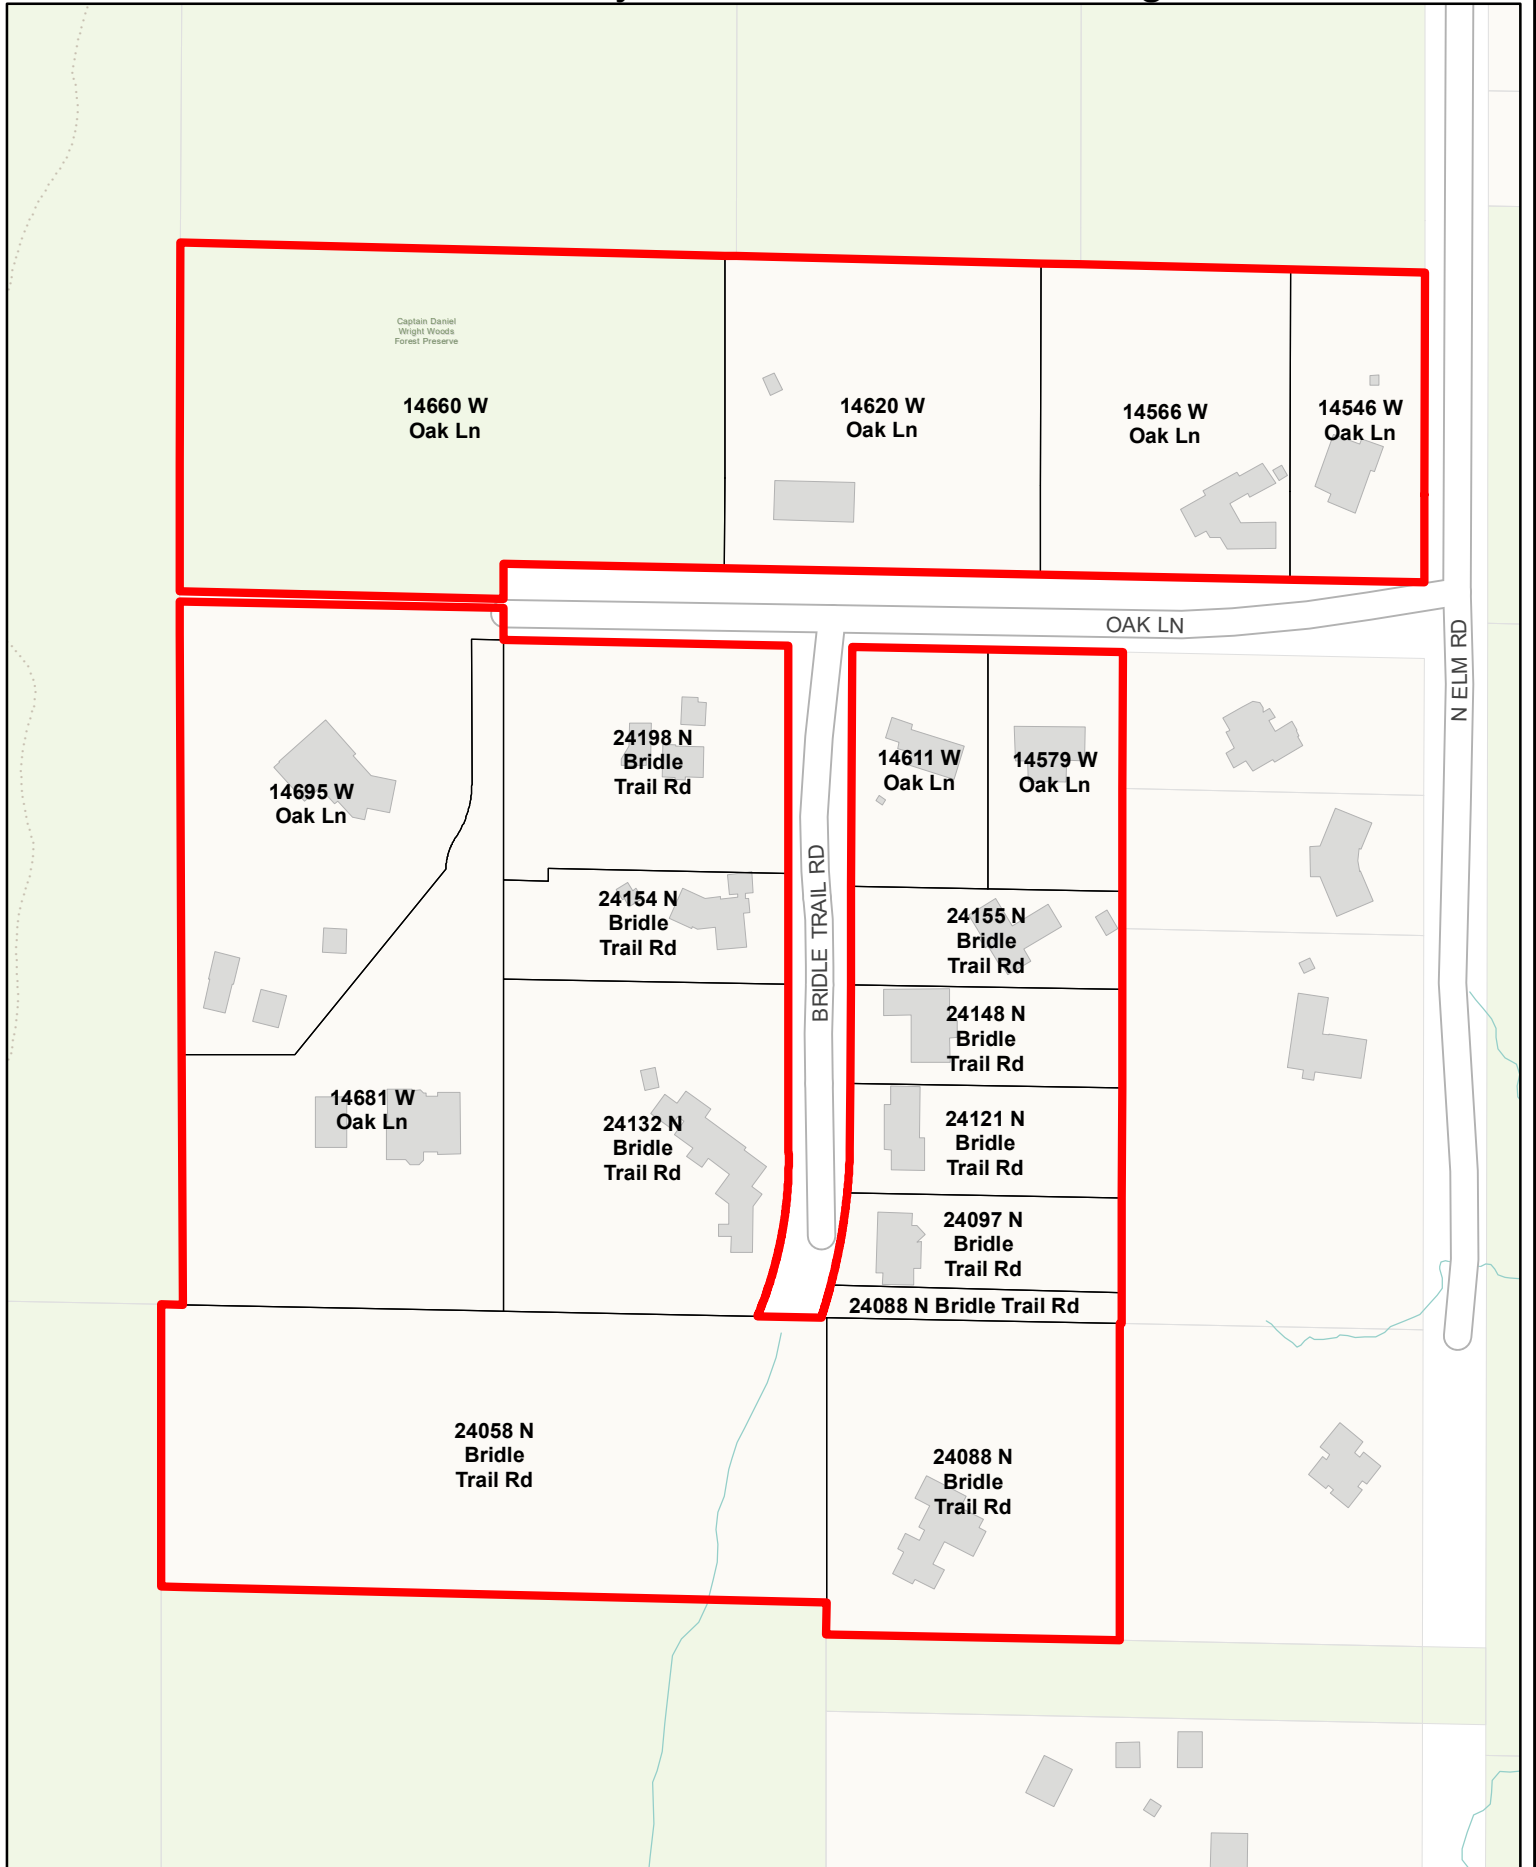 Captain Daniel
Wright Woods
Forest Preserve
14660 W
Oak Ln
14620 W
Oak Ln
14566 W
Oak Ln
14546 W
Oak Ln
OAK LN
N ELM RD
14695 W
Oak Ln
24198 N
Bridle
Trail Rd
14611 W
Oak Ln
14579 W
Oak Ln
BRIDLE TRAIL RD
24154 N
Bridle
Trail Rd
24155 N
Bridle
Trail Rd
24148 N
Bridle
Trail Rd
14681 W
Oak Ln
24132 N
Bridle
Trail Rd
24121 N
Bridle
Trail Rd
24097 N
Bridle
Trail Rd
24088 N Bridle Trail Rd
24058 N
Bridle
Trail Rd
24088 N
Bridle
Trail Rd